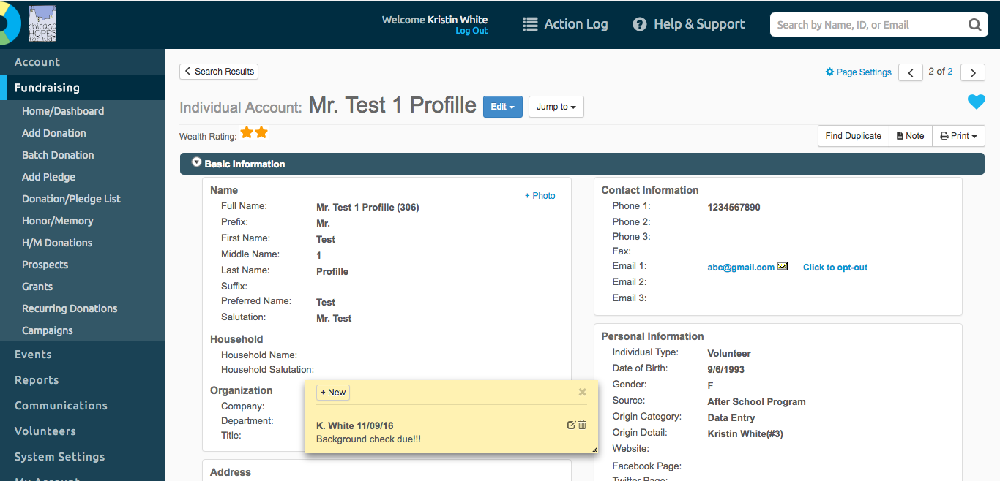 chicago
HOPES
for kids
Welcome Kristin White
Log Out
Action Log
Help & Support
Search by Name, ID, or Email
Account
Fundraising
Home/Dashboard
Add Donation
Batch Donation
Add Pledge
Donation/Pledge List
Honor/Memory
H/M Donations
Prospects
Grants
Recurring Donations
Campaigns
Events
Reports
Communications
Volunteers
System Settings
My Account
Search Results
Page Settings
2 of 2
Individual Account: Mr. Test 1 Profille
Edit
Jump to
Wealth Rating:
Find Duplicate
Note
Print
Basic Information
Name
+ Photo
Full Name: Mr. Test 1 Profille (306)
Prefix: Mr.
First Name: Test
Middle Name: 1
Last Name: Profille
Suffix:
Preferred Name: Test
Salutation: Mr. Test
Household
Household Name:
Household Salutation:
Organization
Company:
Department:
Title:
Address
+ New
K. White 11/09/16
Background check due!!!
Contact Information
Phone 1: 1234567890
Phone 2:
Phone 3:
Fax:
Email 1: abc@gmail.com Click to opt-out
Email 2:
Email 3:
Personal Information
Individual Type: Volunteer
Date of Birth: 9/6/1993
Gender: F
Source: After School Program
Origin Category: Data Entry
Origin Detail: Kristin White(#3)
Website:
Facebook Page:
Twitter Page: